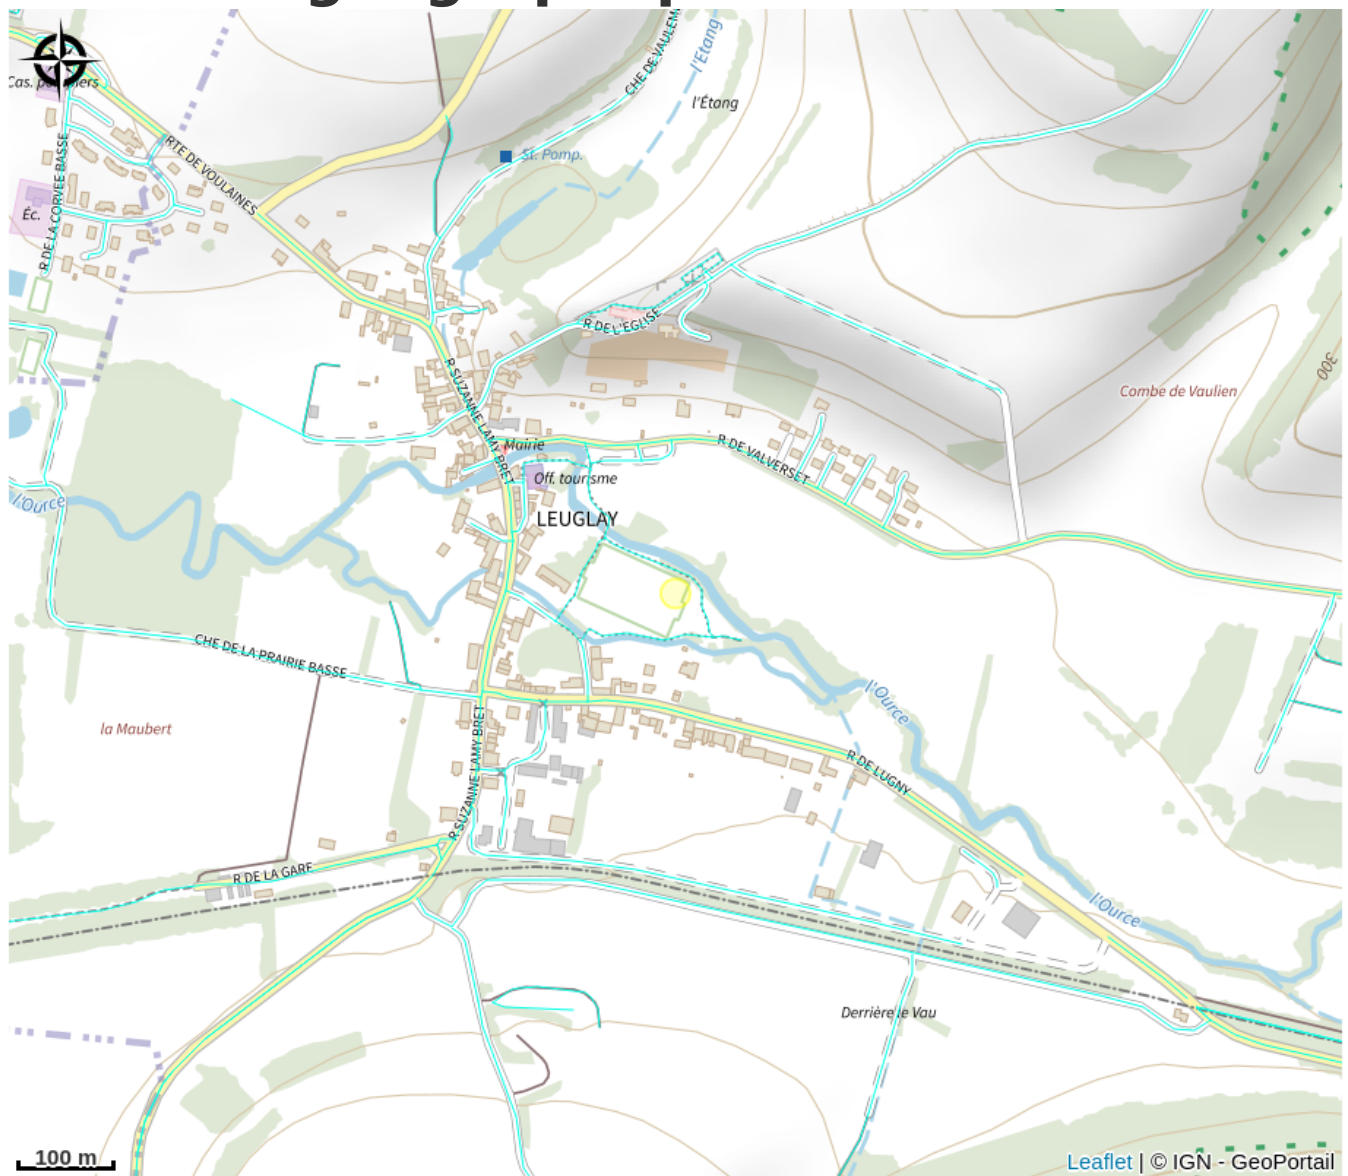 CHE DE VAULEM
l'Etang
l'Étang
Cas. pompiers
RTE DE VOULAINES
St. Pomp.
R DE LA CORVEE BASSE
Éc.
R DE L'EGLISE
300
Combe de Vaulien
R SUZANNE LAMY BRET
Mairie
R DE VALVERSET
Off. tourisme
l'Ource
LEUGLAY
CHE DE LA PRAIRIE BASSE
l'Ource
la Maubert
R SUZANNE LAMY BRET
R DE LUGNY
R DE LA GARE
l'Ource
Derrière le Vau
100 m
Leaflet | © IGN - GeoPortail